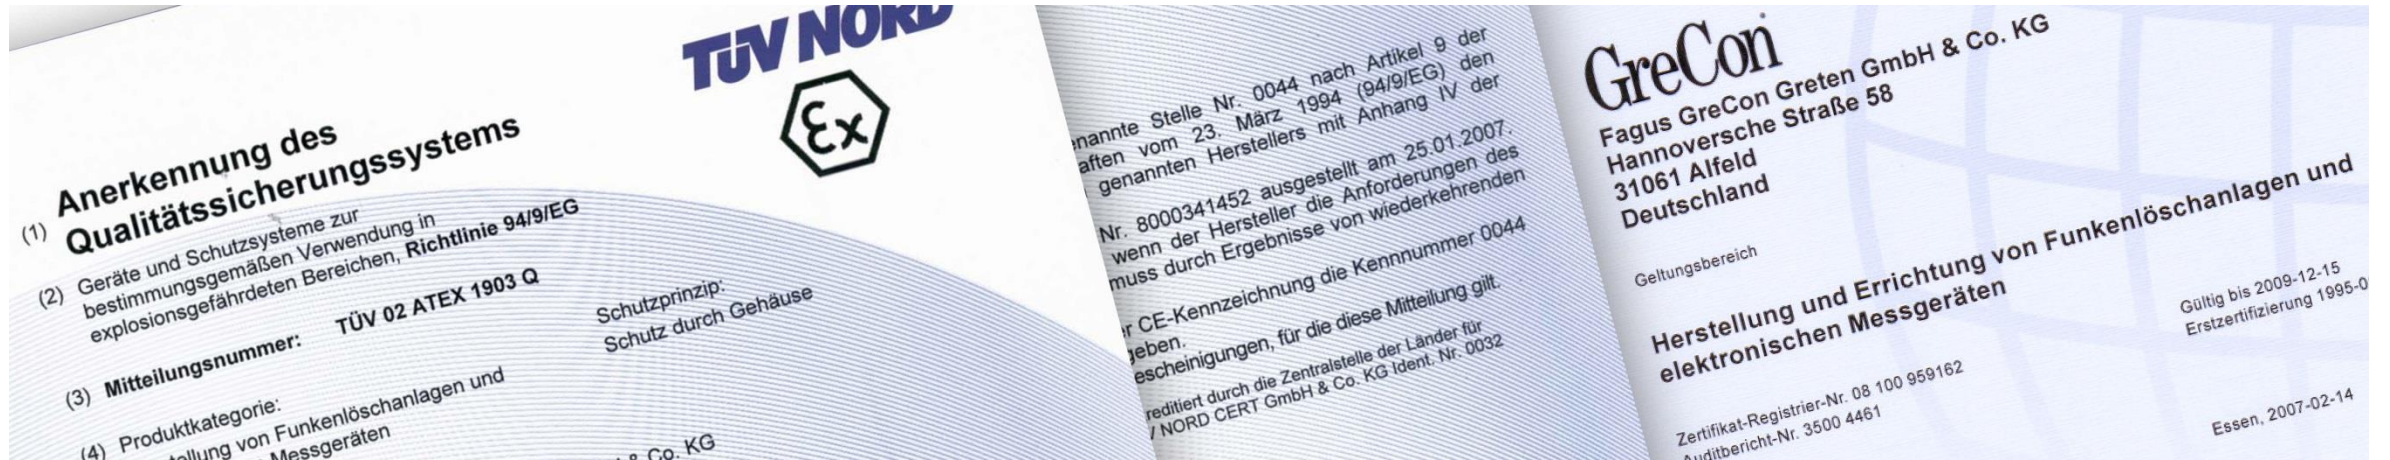 TÜV NORD
Ex
(1) Anerkennung des
Qualitätssicherungssystems
(2) Geräte und Schutzsysteme zur
bestimmungsgemäßen Verwendung in
explosionsgefährdeten Bereichen, Richtlinie 94/9/EG
(3) Mitteilungsnummer: TÜV 02 ATEX 1903 Q
Schutzprinzip:
Schutz durch Gehäuse
(4) Produktkategorie:
von Funkenlöschanlagen und
Messgeräten
& Co. KG
Stelle Nr. 0044 nach Artikel 9 der
vom 23. März 1994 (94/9/EG) den
genannten Herstellers mit Anhang IV der
Nr. 8000341452 ausgestellt am 25.01.2007.
wenn der Hersteller die Anforderungen des
muss durch Ergebnisse von wiederkehrenden
CE-Kennzeichnung die Kennnummer 0044
für die diese Mitteilung gilt.
durch die Zentralstelle der Länder für
NORD CERT GmbH & Co. KG Ident. Nr. 0032
GreCon
Fagus GreCon Greten GmbH & Co. KG
Hannoversche Straße 58
31061 Alfeld
Deutschland
Geltungsbereich
Herstellung und Errichtung von Funkenlöschanlagen und
elektronischen Messgeräten
Gültig bis 2009-12-15
Erstzertifizierung
Zertifikat-Registrier-Nr. 08 100 959162
Auditbericht-Nr. 3500 4461
Essen, 2007-02-14